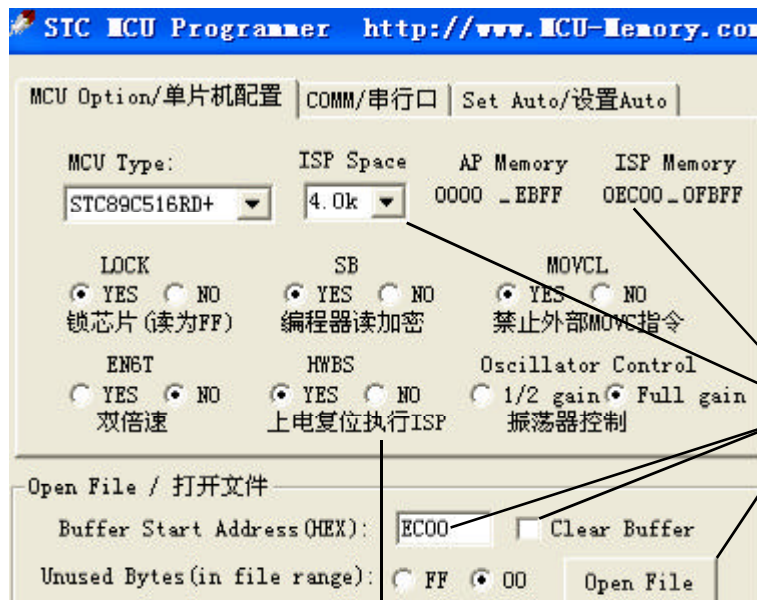 STC MCU Programmer http://www.MCU-Memory.com
MCU Option/单片机配置 COMM/串行口 Set Auto/设置Auto
MCU Type: ISP Space AP Memory ISP Memory
STC89C516RD+ 4.0k 0000 _ EBFF 0EC00 _ 0FBFF
LOCK SB MOVCL
YES NO YES NO YES NO
锁芯片(读为FF) 编程器读加密 禁止外部MOVC指令
EN6T HWBS Oscillator Control
YES NO YES NO 1/2 gain Full gain
双倍速 上电复位执行ISP 振荡器控制
Open File / 打开文件
Buffer Start Address(HEX): EC00 Clear Buffer
Unused Bytes(in file range): FF 00 Open File